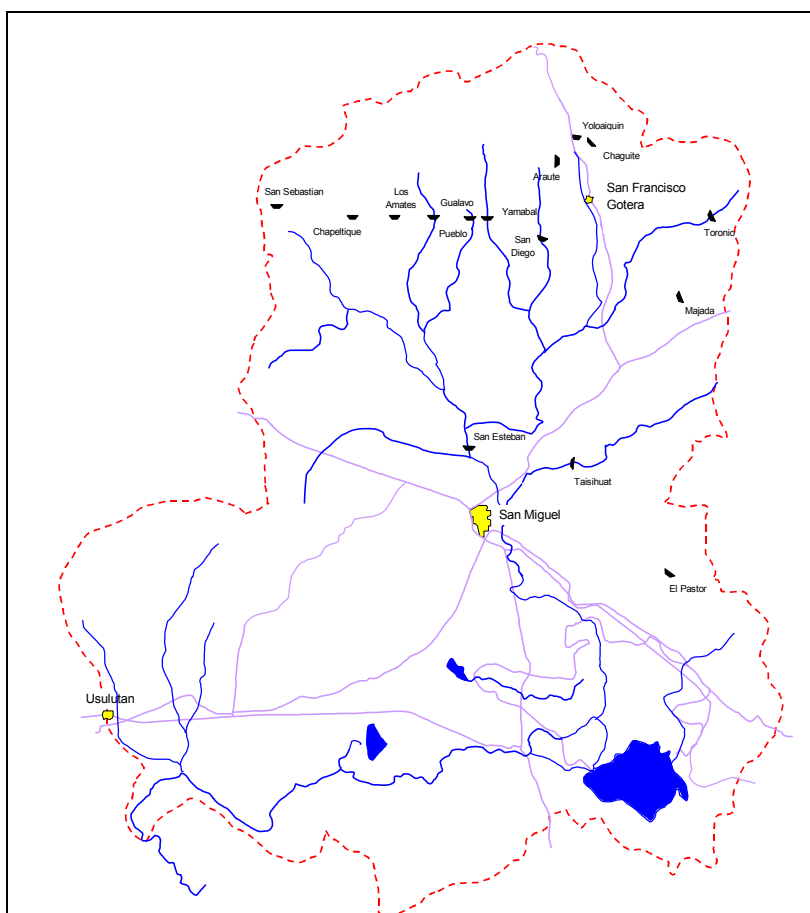 Yoloaiquin
Chaguite
Araute
San Francisco
Gotera
San Sebastian
Los
Amates
Gualavo
Chapeltique
Pueblo
Yamabal
San
Diego
Toronio
Majada
San Esteban
Taisihuat
San Miguel
El Pastor
Usulutan